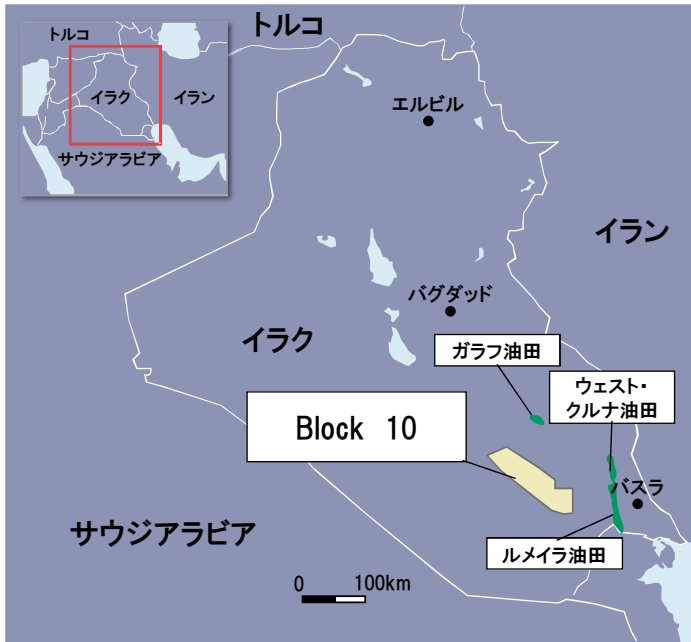 トルコ
イラク
イラン
サウジアラビア
トルコ
エルビル
イラン
バグダッド
イラク
ガラフ油田
ウェスト・
クルナ油田
Block 10
バスラ
サウジアラビア
ルメイラ油田
0 100km